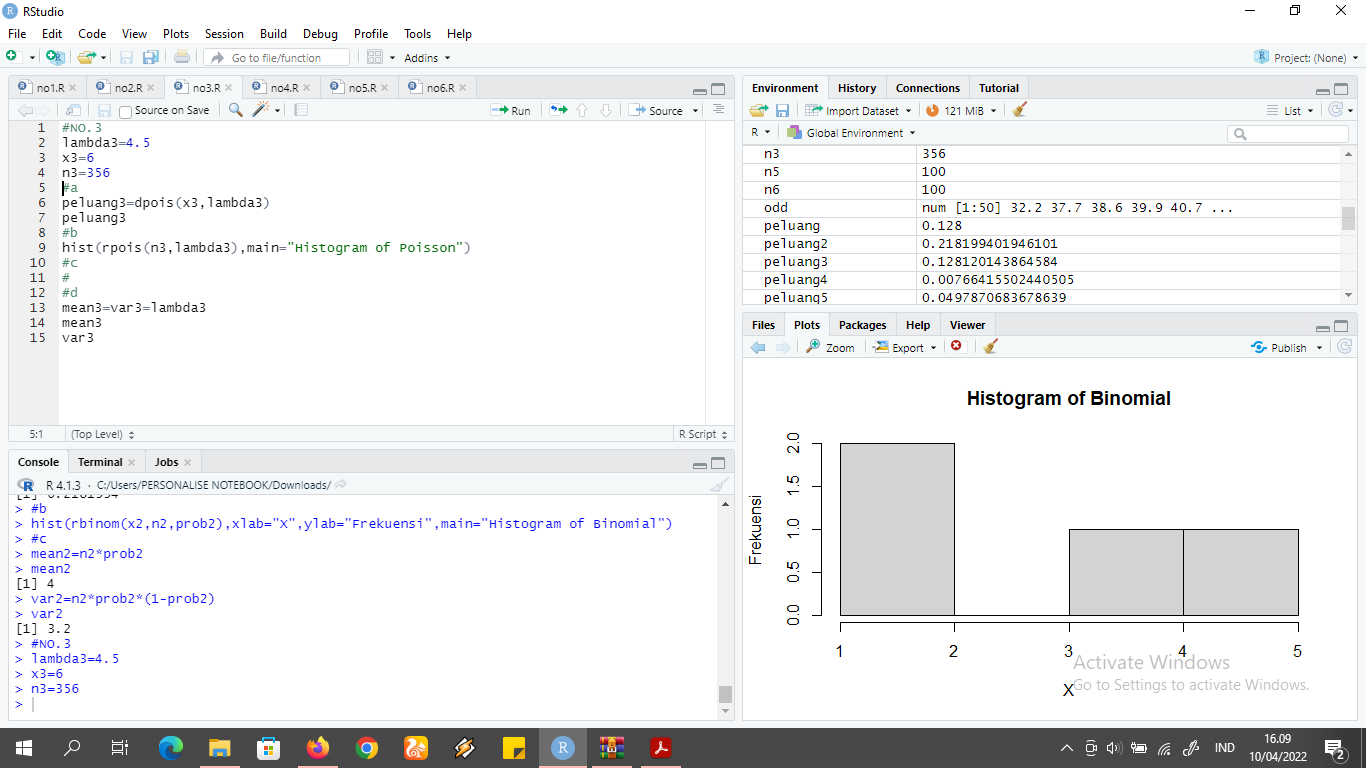 RStudio
File Edit Code View Plots Session Build Debug Profile Tools Help
Go to file/function Addins Project: (None)
no1.R no2.R no3.R no4.R no5.R no6.R
Source on Save Run Source
1 #NO.3
2 lambda3=4.5
3 x3=6
4 n3=356
5 #a
6 peluang3=dpois(x3,lambda3)
7 peluang3
8 #b
9 hist(rpois(n3,lambda3),main="Histogram of Poisson")
10 #c
11 #
12 #d
13 mean3=var3=lambda3
14 mean3
15 var3
5:1 (Top Level) R Script
Console Terminal Jobs
R 4.1.3 · C:/Users/PERSONALISE NOTEBOOK/Downloads/
[1] 0.2181994
> #b
> hist(rbinom(x2,n2,prob2),xlab="X",ylab="Frekuensi",main="Histogram of Binomial")
> #c
> mean2=n2*prob2
> mean2
[1] 4
> var2=n2*prob2*(1-prob2)
> var2
[1] 3.2
> #NO.3
> lambda3=4.5
> x3=6
> n3=356
>
Environment History Connections Tutorial
Import Dataset 121 MiB List
R Global Environment
n3 356
n5 100
n6 100
odd num [1:50] 32.2 37.7 38.6 39.9 40.7 ...
peluang 0.128
peluang2 0.218199401946101
peluang3 0.128120143864584
peluang4 0.00766415502440505
peluang5 0.0497870683678639
Files Plots Packages Help Viewer
Zoom Export Publish
Histogram of Binomial
Frekuensi
2.0
1.5
1.0
0.5
0.0
1 2 3 4 5
X
Activate Windows
Go to Settings to activate Windows.
IND
16.09
10/04/2022
2